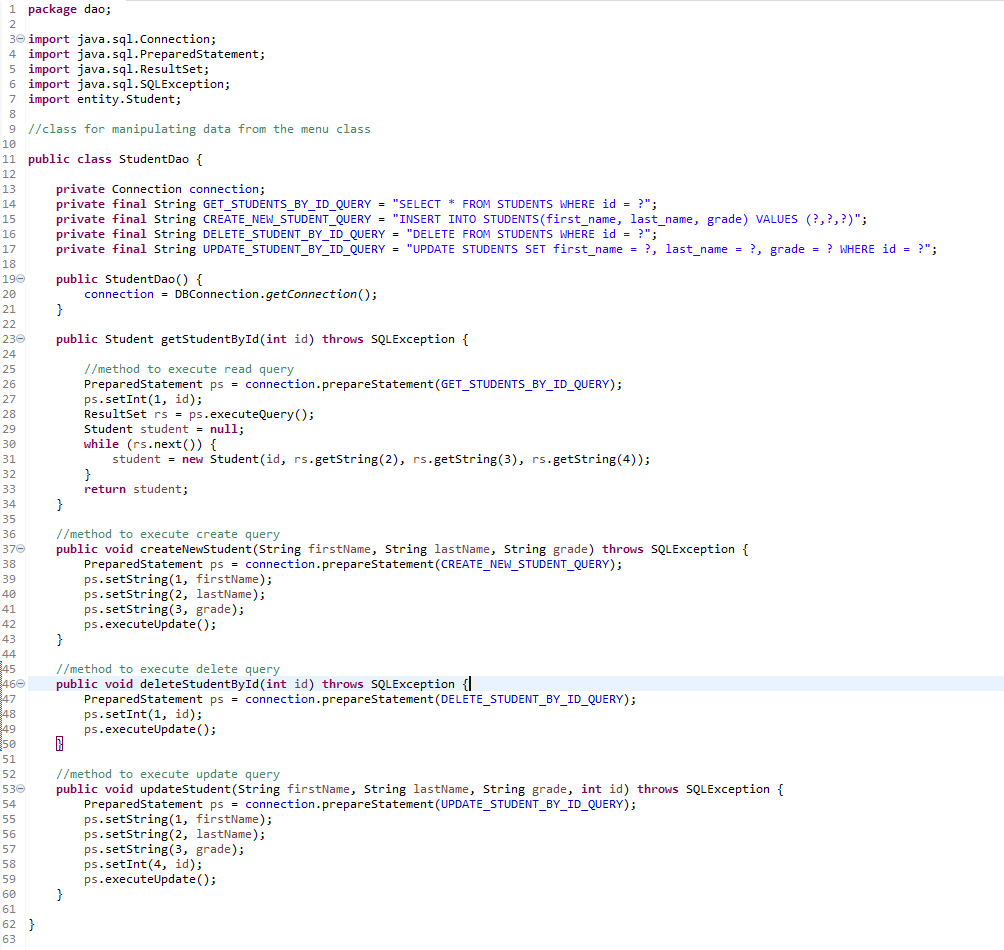 1 package dao;
2
3 import java.sql.Connection;
4 import java.sql.PreparedStatement;
5 import java.sql.ResultSet;
6 import java.sql.SQLException;
7 import entity.Student;
8
9 //class for manipulating data from the menu class
10
11 public class StudentDao {
12
13     private Connection connection;
14     private final String GET_STUDENTS_BY_ID_QUERY = "SELECT * FROM STUDENTS WHERE id = ?";
15     private final String CREATE_NEW_STUDENT_QUERY = "INSERT INTO STUDENTS(first_name, last_name, grade) VALUES (?,?,?)";
16     private final String DELETE_STUDENT_BY_ID_QUERY = "DELETE FROM STUDENTS WHERE id = ?";
17     private final String UPDATE_STUDENT_BY_ID_QUERY = "UPDATE STUDENTS SET first_name = ?, last_name = ?, grade = ? WHERE id = ?";
18
19     public StudentDao() {
20         connection = DBConnection.getConnection();
21     }
22
23     public Student getStudentById(int id) throws SQLException {
24
25         //method to execute read query
26         PreparedStatement ps = connection.prepareStatement(GET_STUDENTS_BY_ID_QUERY);
27         ps.setInt(1, id);
28         ResultSet rs = ps.executeQuery();
29         Student student = null;
30         while (rs.next()) {
31             student = new Student(id, rs.getString(2), rs.getString(3), rs.getString(4));
32         }
33         return student;
34     }
35
36     //method to execute create query
37     public void createNewStudent(String firstName, String lastName, String grade) throws SQLException {
38         PreparedStatement ps = connection.prepareStatement(CREATE_NEW_STUDENT_QUERY);
39         ps.setString(1, firstName);
40         ps.setString(2, lastName);
41         ps.setString(3, grade);
42         ps.executeUpdate();
43     }
44
45     //method to execute delete query
46     public void deleteStudentById(int id) throws SQLException {
47         PreparedStatement ps = connection.prepareStatement(DELETE_STUDENT_BY_ID_QUERY);
48         ps.setInt(1, id);
49         ps.executeUpdate();
50     }
51
52     //method to execute update query
53     public void updateStudent(String firstName, String lastName, String grade, int id) throws SQLException {
54         PreparedStatement ps = connection.prepareStatement(UPDATE_STUDENT_BY_ID_QUERY);
55         ps.setString(1, firstName);
56         ps.setString(2, lastName);
57         ps.setString(3, grade);
58         ps.setInt(4, id);
59         ps.executeUpdate();
60     }
61
62 }
63